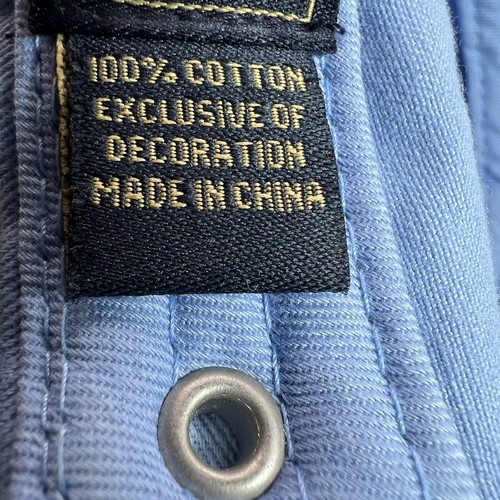 100% COTTON
EXCLUSIVE OF
DECORATION
MADE IN CHINA